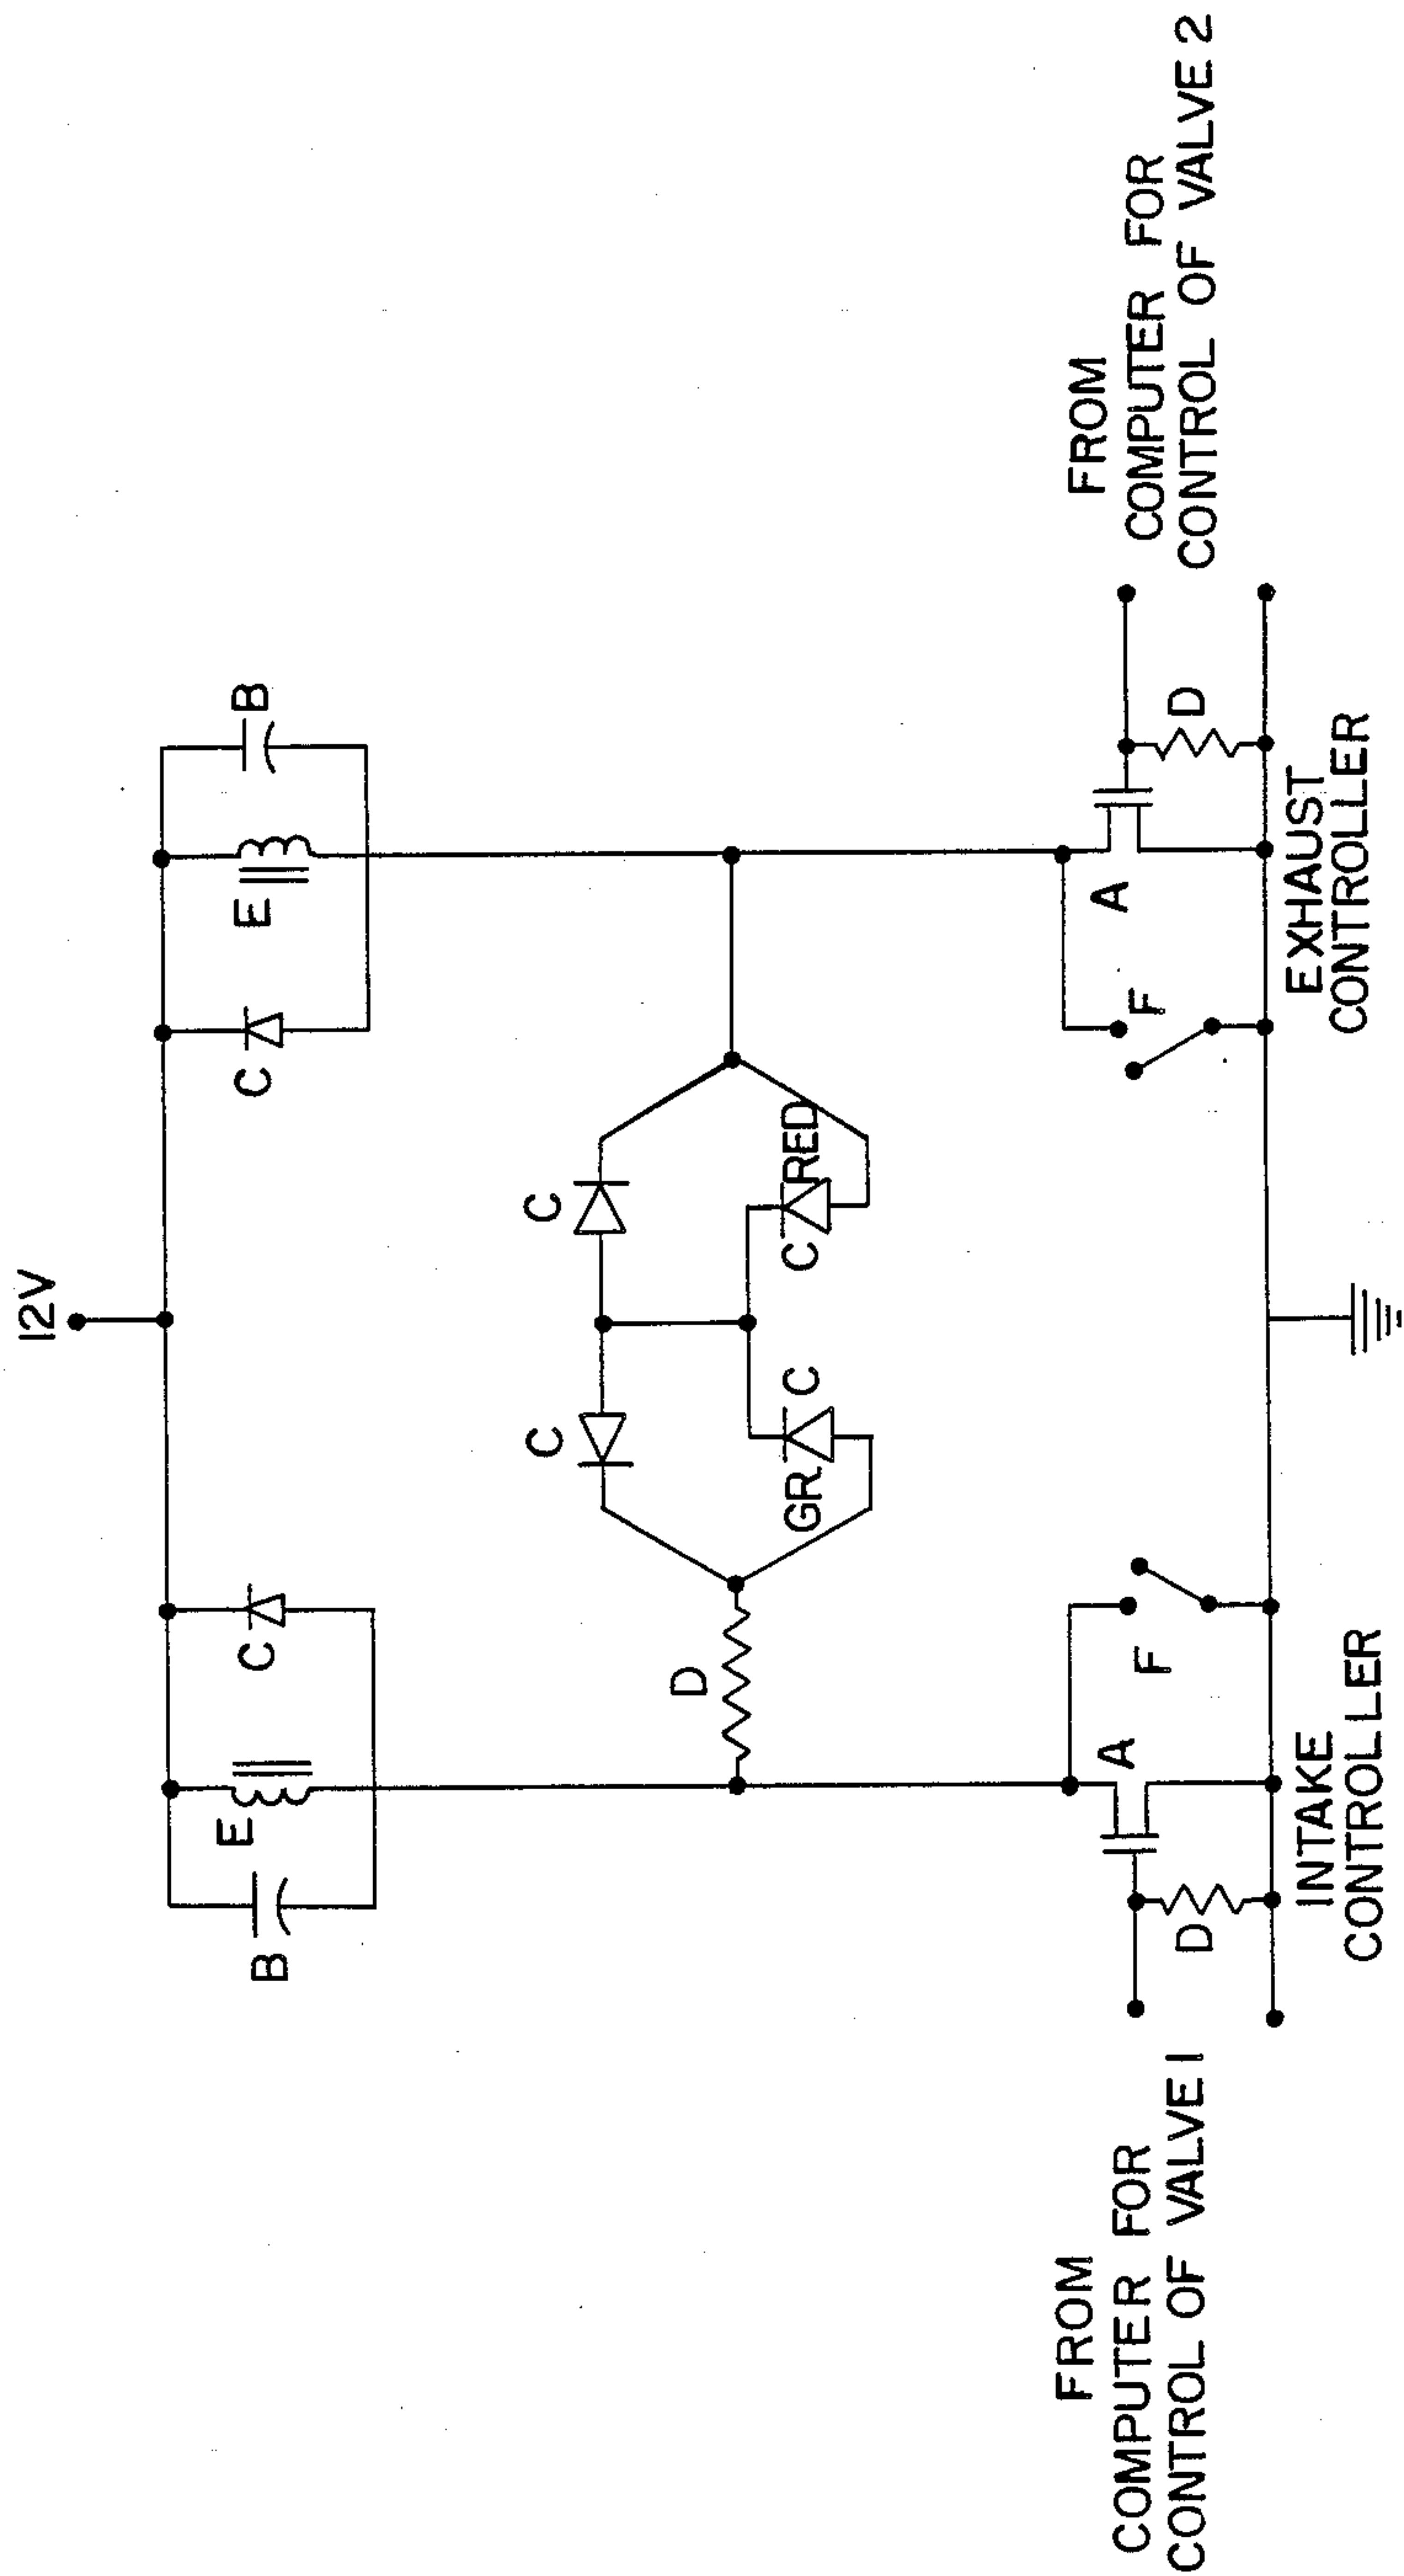 12V
B
E
C
C
E
B
C
C
D
GR. C
C RED
FROM
COMPUTER FOR
CONTROL OF VALVE 1
D
A
F
F
A
D
FROM
COMPUTER FOR
CONTROL OF VALVE 2
INTAKE
CONTROLLER
EXHAUST
CONTROLLER